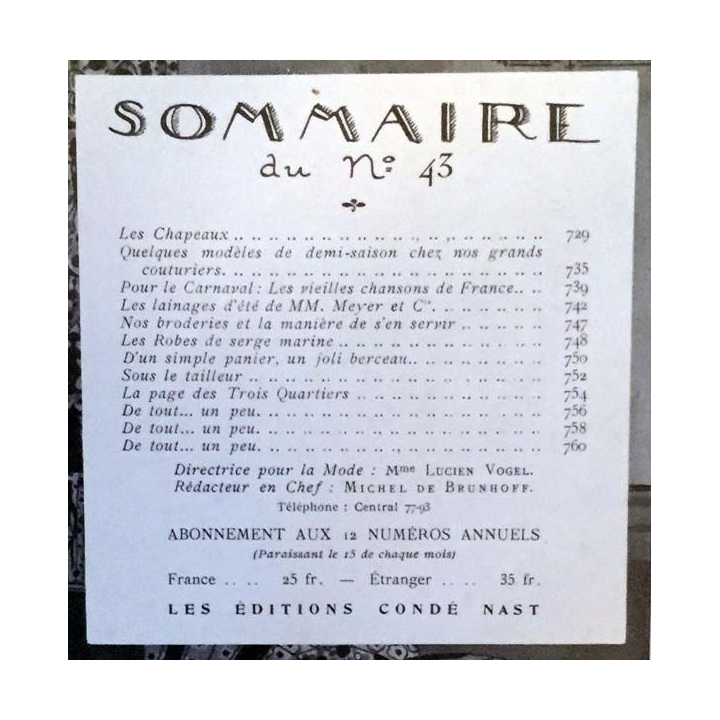 SOMMAIRE
du Nº 43
Les Chapeaux .. .. .. .. .. .. .. .. .. .. .. .. .. .. .. .. 729
Quelques modèles de demi-saison chez nos grands
couturiers. .. .. .. .. .. .. .. .. .. .. .. .. .. .. .. .. 735
Pour le Carnaval : Les vieilles chansons de France.. .. 739
Les lainages d'été de MM. Meyer et Cie. .. .. .. .. .. 742
Nos broderies et la manière de s'en servir .. .. .. .. 747
Les Robes de serge marine .. .. .. .. .. .. .. .. .. .. 748
D'un simple panier, un joli berceau.. .. .. .. .. .. .. 750
Sous le tailleur .. .. .. .. .. .. .. .. .. .. .. .. .. .. .. 752
La page des Trois Quartiers .. .. .. .. .. .. .. .. .. 754
De tout... un peu. .. .. .. .. .. .. .. .. .. .. .. .. .. .. 756
De tout... un peu. .. .. .. .. .. .. .. .. .. .. .. .. .. .. 758
De tout... un peu. .. .. .. .. .. .. .. .. .. .. .. .. .. .. 760
Directrice pour la Mode : Mme LUCIEN VOGEL.
Rédacteur en Chef : MICHEL DE BRUNHOFF.
Téléphone : Central 77-93
ABONNEMENT AUX 12 NUMÉROS ANNUELS
(Paraissant le 15 de chaque mois)
France .. .. 25 fr. — Étranger .. .. 35 fr.
LES ÉDITIONS CONDÉ NAST